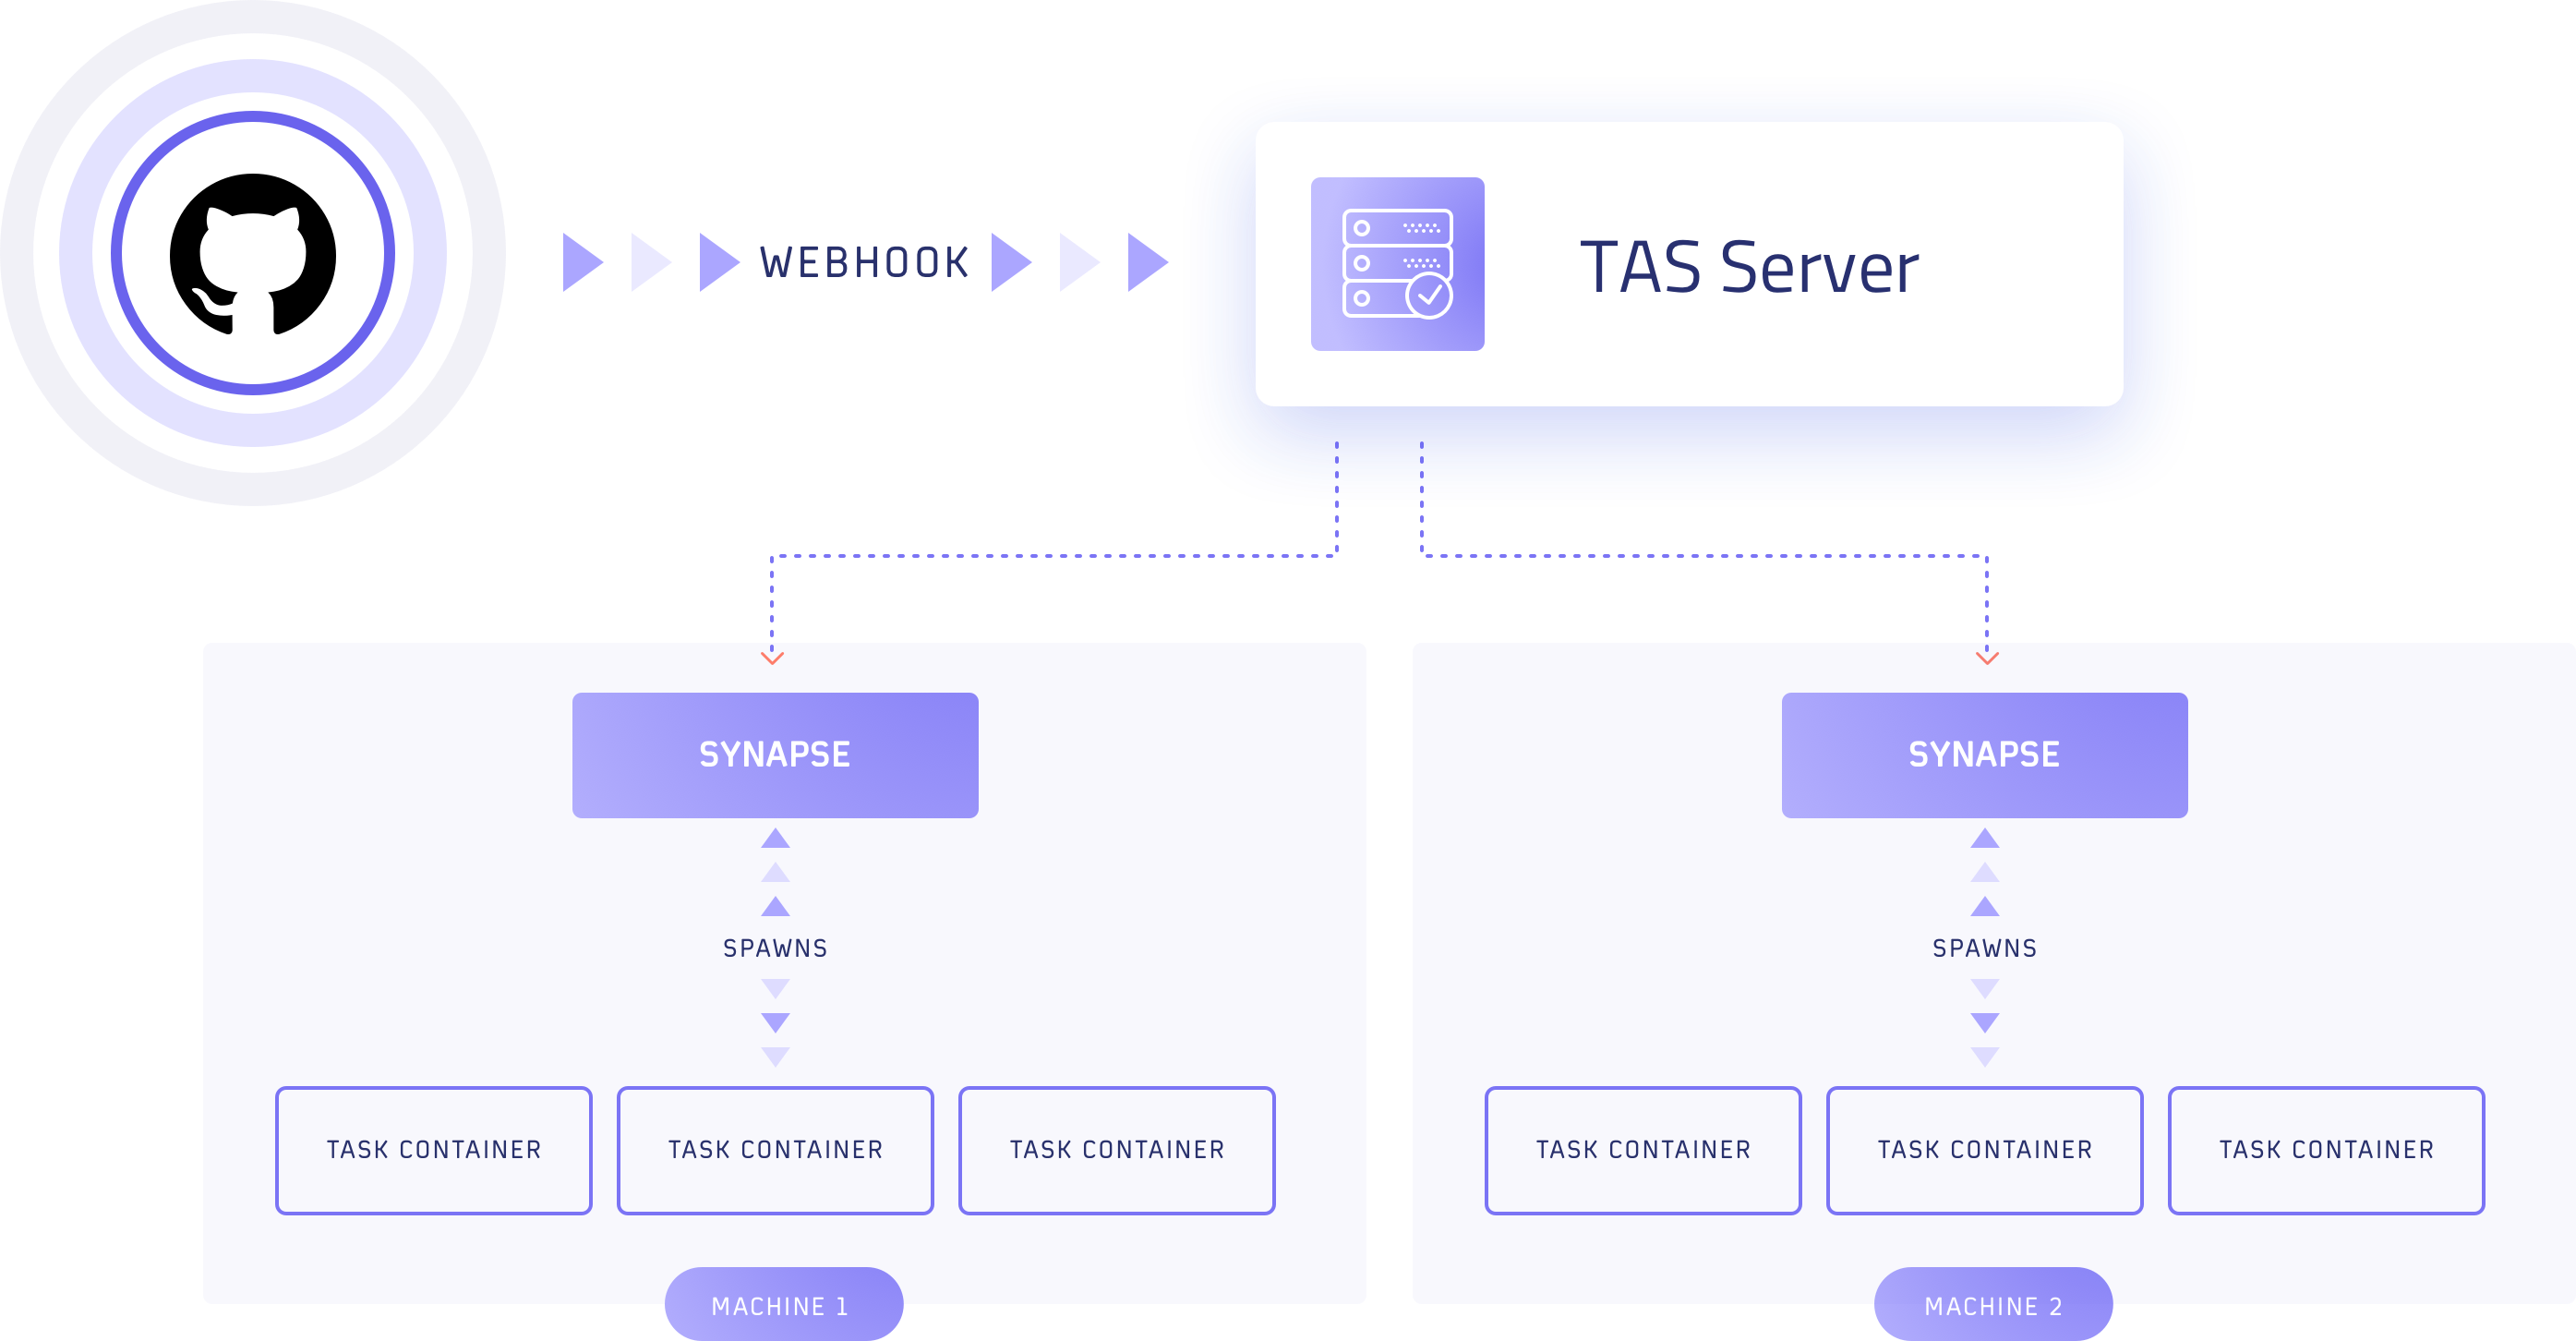 WEBHOOK
TAS Server
SYNAPSE
SPAWNS
TASK CONTAINER
TASK CONTAINER
TASK CONTAINER
MACHINE 1
SYNAPSE
SPAWNS
TASK CONTAINER
TASK CONTAINER
TASK CONTAINER
MACHINE 2